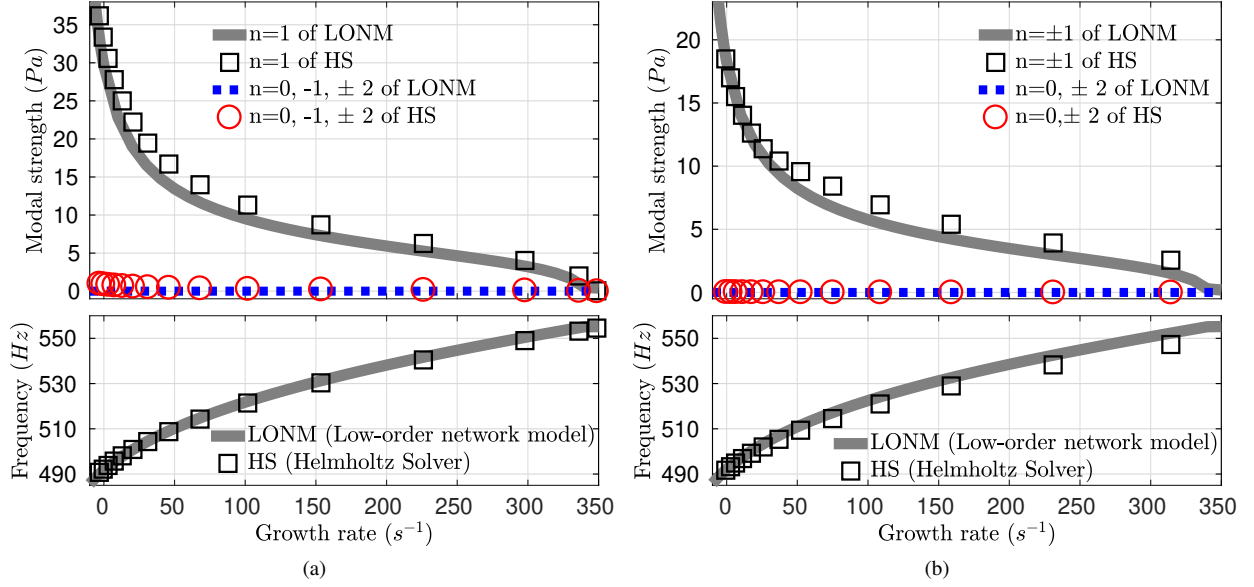 35
30
25
20
15
10
5
0
Modal strength (Pa)
n=1 of LONM
n=1 of HS
n=0, -1, ± 2 of LONM
n=0, -1, ± 2 of HS
550
530
510
490
Frequency (Hz)
LONM (Low-order network model)
HS (Helmholtz Solver)
0 50 100 150 200 250 300 350
Growth rate (s⁻¹)
(a)
20
15
10
5
0
Modal strength (Pa)
n=±1 of LONM
n=±1 of HS
n=0, ± 2 of LONM
n=0,± 2 of HS
550
530
510
490
Frequency (Hz)
LONM (Low-order network model)
HS (Helmholtz Solver)
0 50 100 150 200 250 300 350
Growth rate (s⁻¹)
(b)